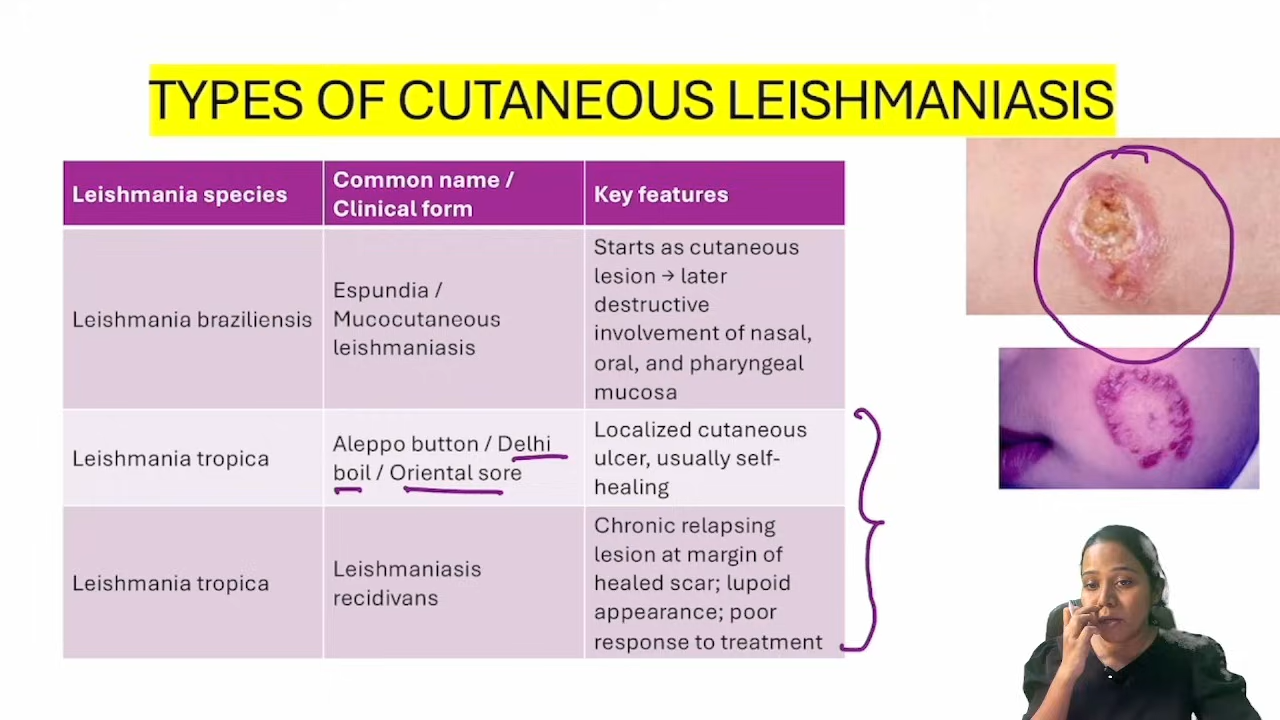 TYPES OF CUTANEOUS LEISHMANIASIS
Leishmania species
Common name /
Clinical form
Key features
Leishmania braziliensis
Espundia /
Mucocutaneous
leishmaniasis
Starts as cutaneous
lesion → later
destructive
involvement of nasal,
oral, and pharyngeal
mucosa
Leishmania tropica
Aleppo button / Delhi
boil / Oriental sore
Localized cutaneous
ulcer, usually self-
healing
Leishmania tropica
Leishmaniasis
recidivans
Chronic relapsing
lesion at margin of
healed scar; lupoid
appearance; poor
response to treatment